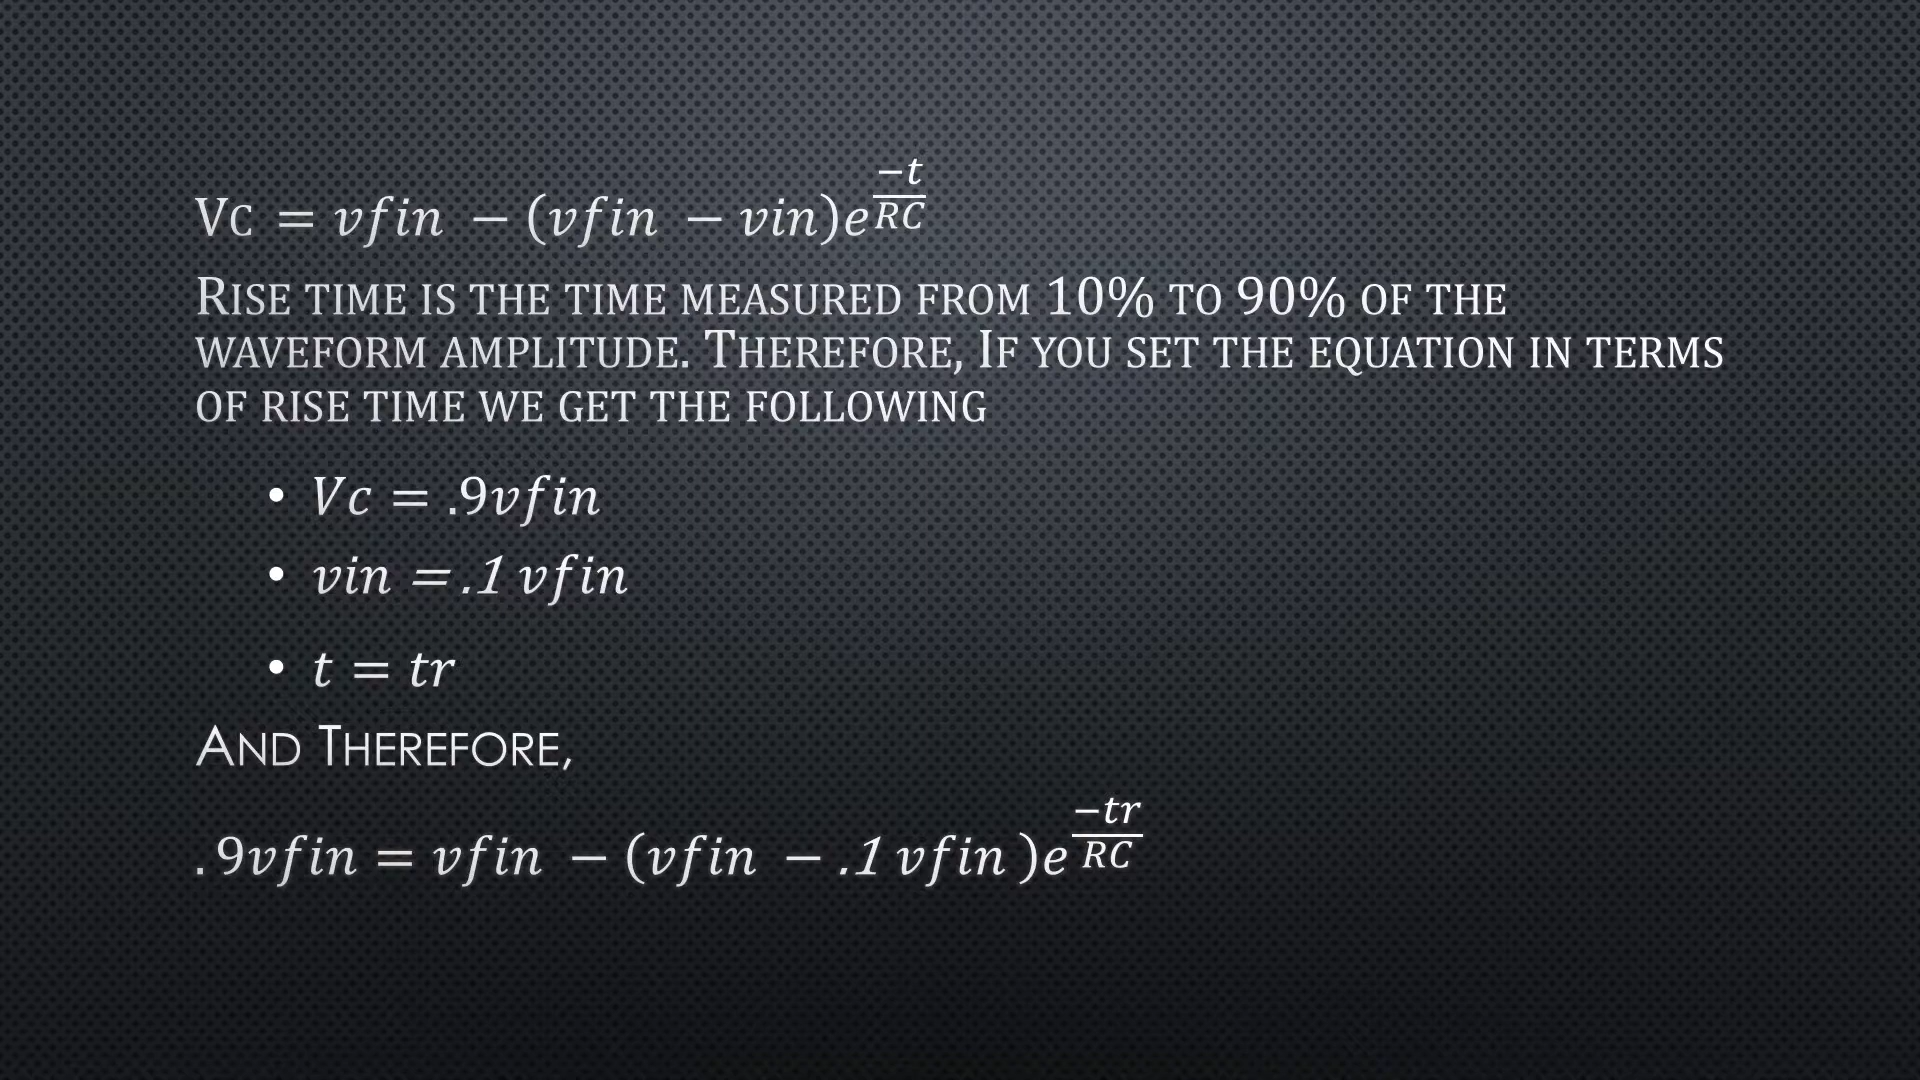 Vc = vfin − (vfin − vin)e^(−t/RC)
Rise time is the time measured from 10% to 90% of the
waveform amplitude. Therefore, If you set the equation in terms
of rise time we get the following
• Vc = .9vfin
• vin = .1 vfin
• t = tr
And Therefore,
.9vfin = vfin − (vfin − .1 vfin )e^(−tr/RC)